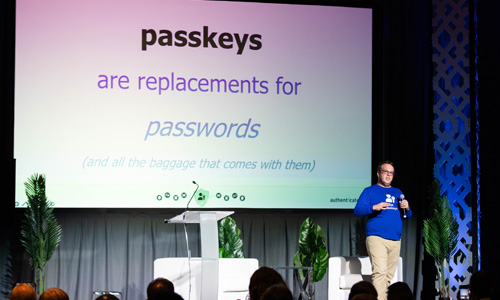 passkeys
are replacements for
passwords
(and all the baggage that comes with them)